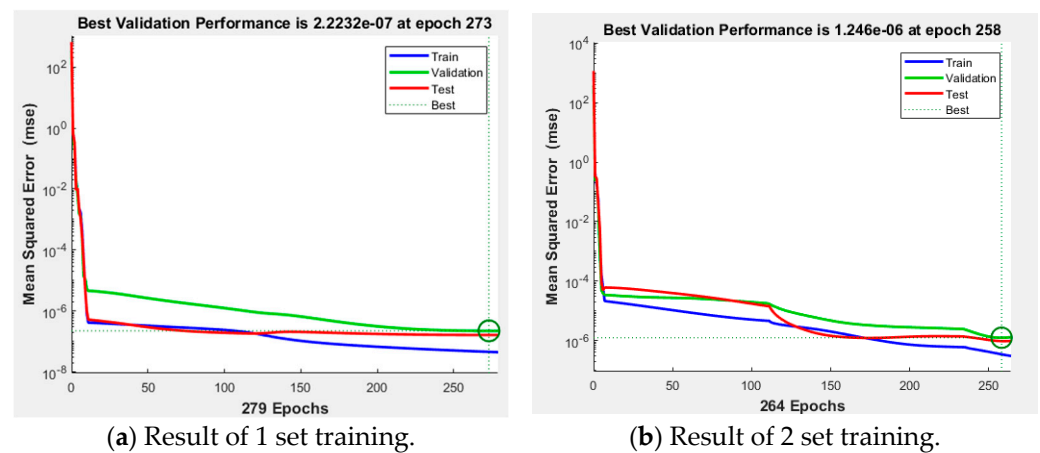 Best Validation Performance is 2.2232e-07 at epoch 273
Mean Squared Error (mse)
10^2
10^0
10^-2
10^-4
10^-6
10^-8
Train
Validation
Test
Best
0 50 100 150 200 250
279 Epochs
(a) Result of 1 set training.
Best Validation Performance is 1.246e-06 at epoch 258
Mean Squared Error (mse)
10^4
10^2
10^0
10^-2
10^-4
10^-6
Train
Validation
Test
Best
0 50 100 150 200 250
264 Epochs
(b) Result of 2 set training.